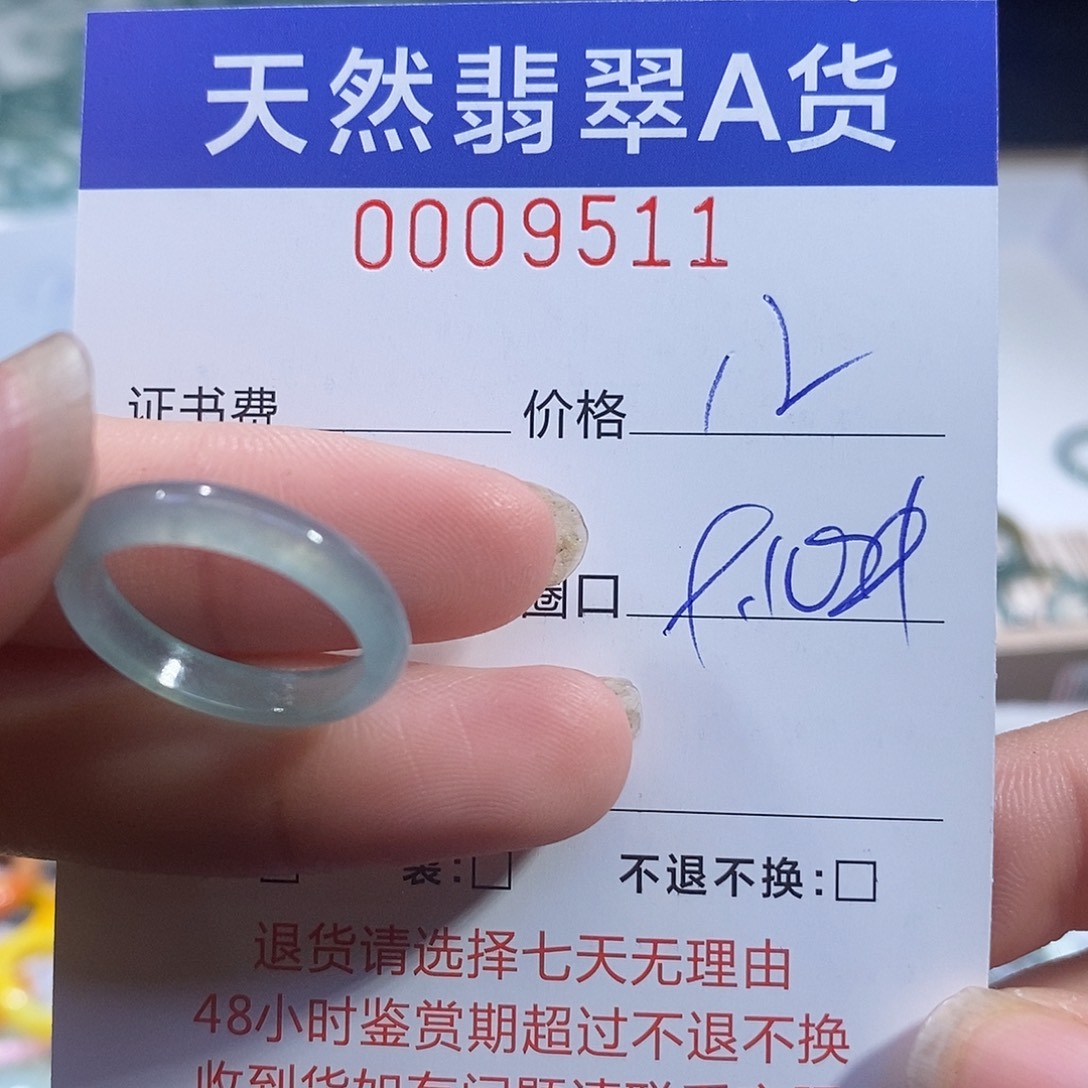 天然翡翠A货
0009511
证书费 价格 12
圈口
装:□ 不退不换:□
退货请选择七天无理由
48小时鉴赏期超过不退不换